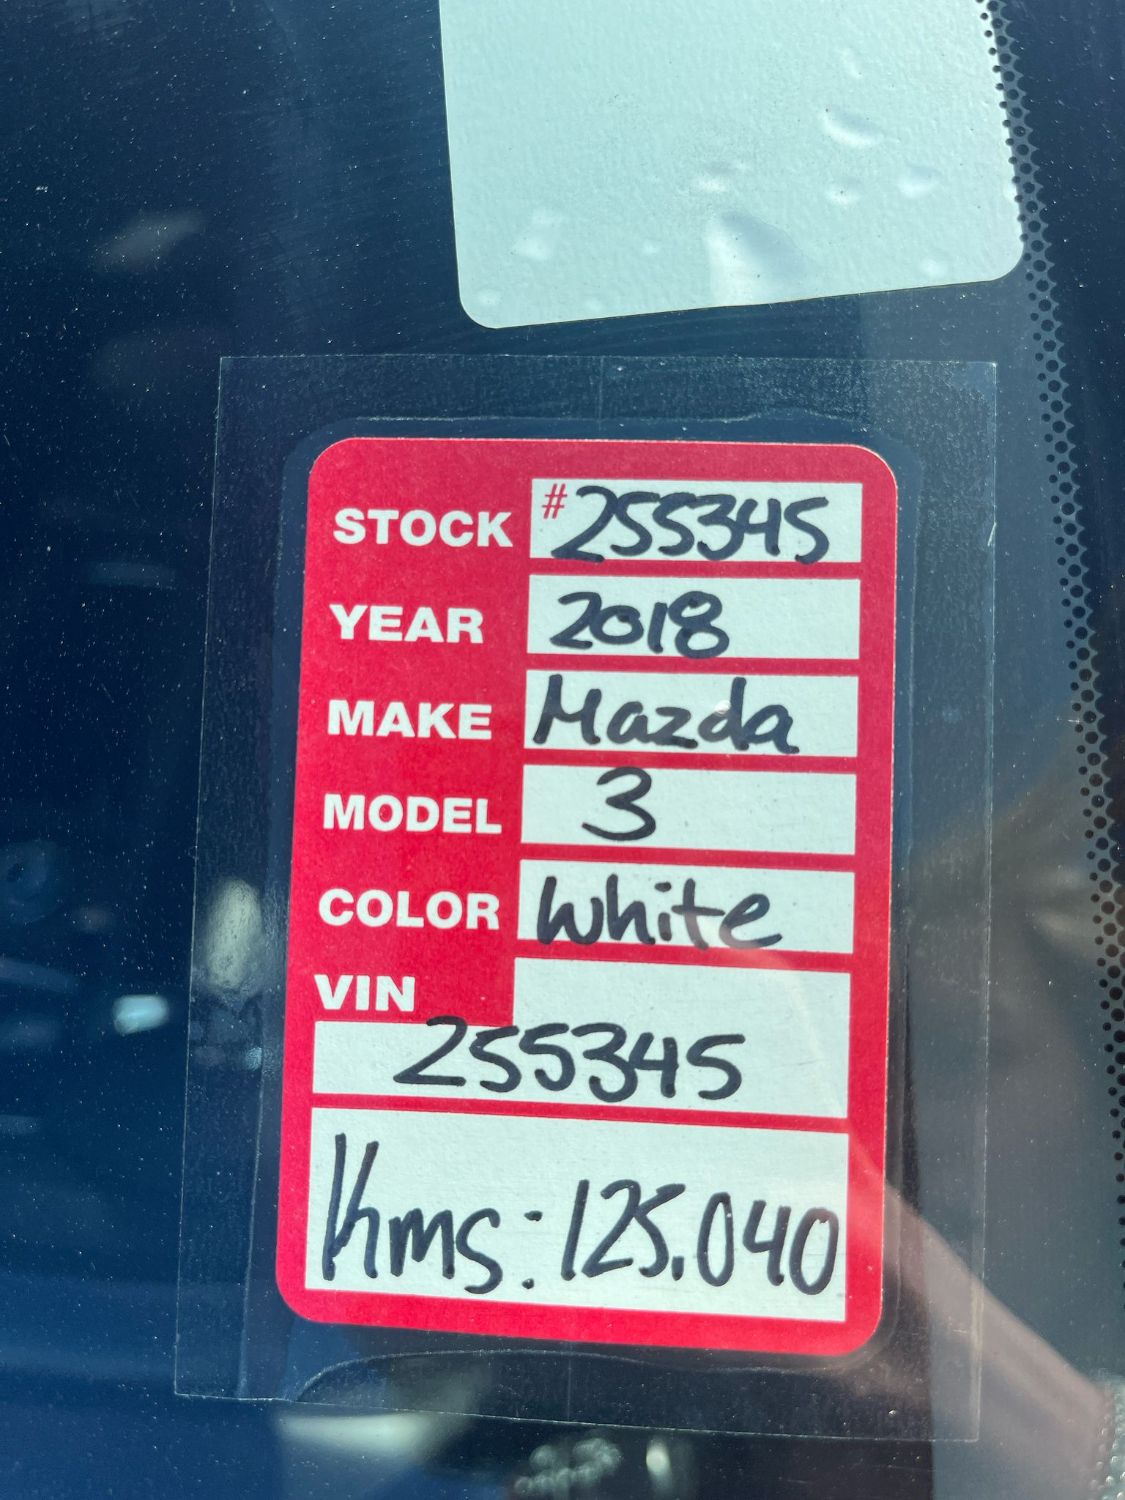 STOCK #255345
YEAR 2018
MAKE Mazda
MODEL 3
COLOR White
VIN
255345
Kms: 125,040